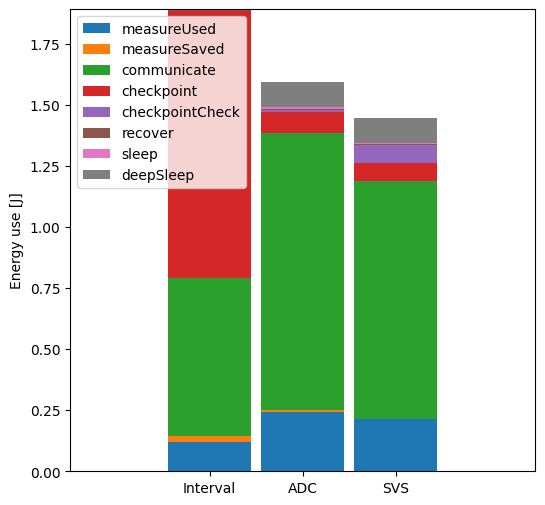 measureUsed
measureSaved
communicate
checkpoint
checkpointCheck
recover
sleep
deepSleep
Energy use [J]
1.75
1.50
1.25
1.00
0.75
0.50
0.25
0.00
Interval
ADC
SVS